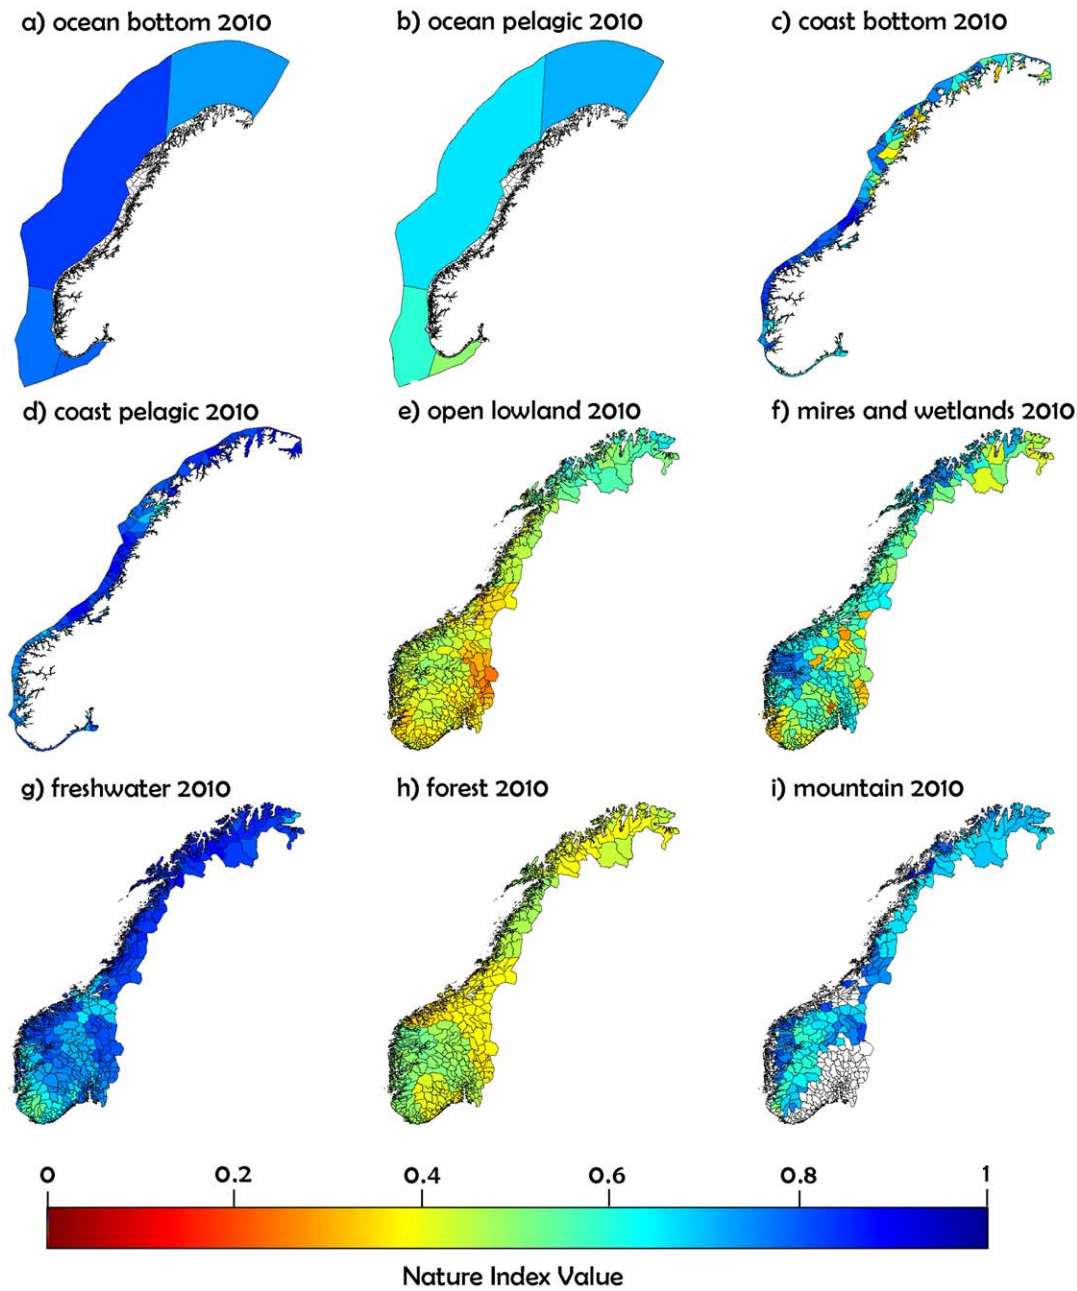 a) ocean bottom 2010
b) ocean pelagic 2010
c) coast bottom 2010
d) coast pelagic 2010
e) open lowland 2010
f) mires and wetlands 2010
g) freshwater 2010
h) forest 2010
i) mountain 2010
0 0.2 0.4 0.6 0.8 1
Nature Index Value